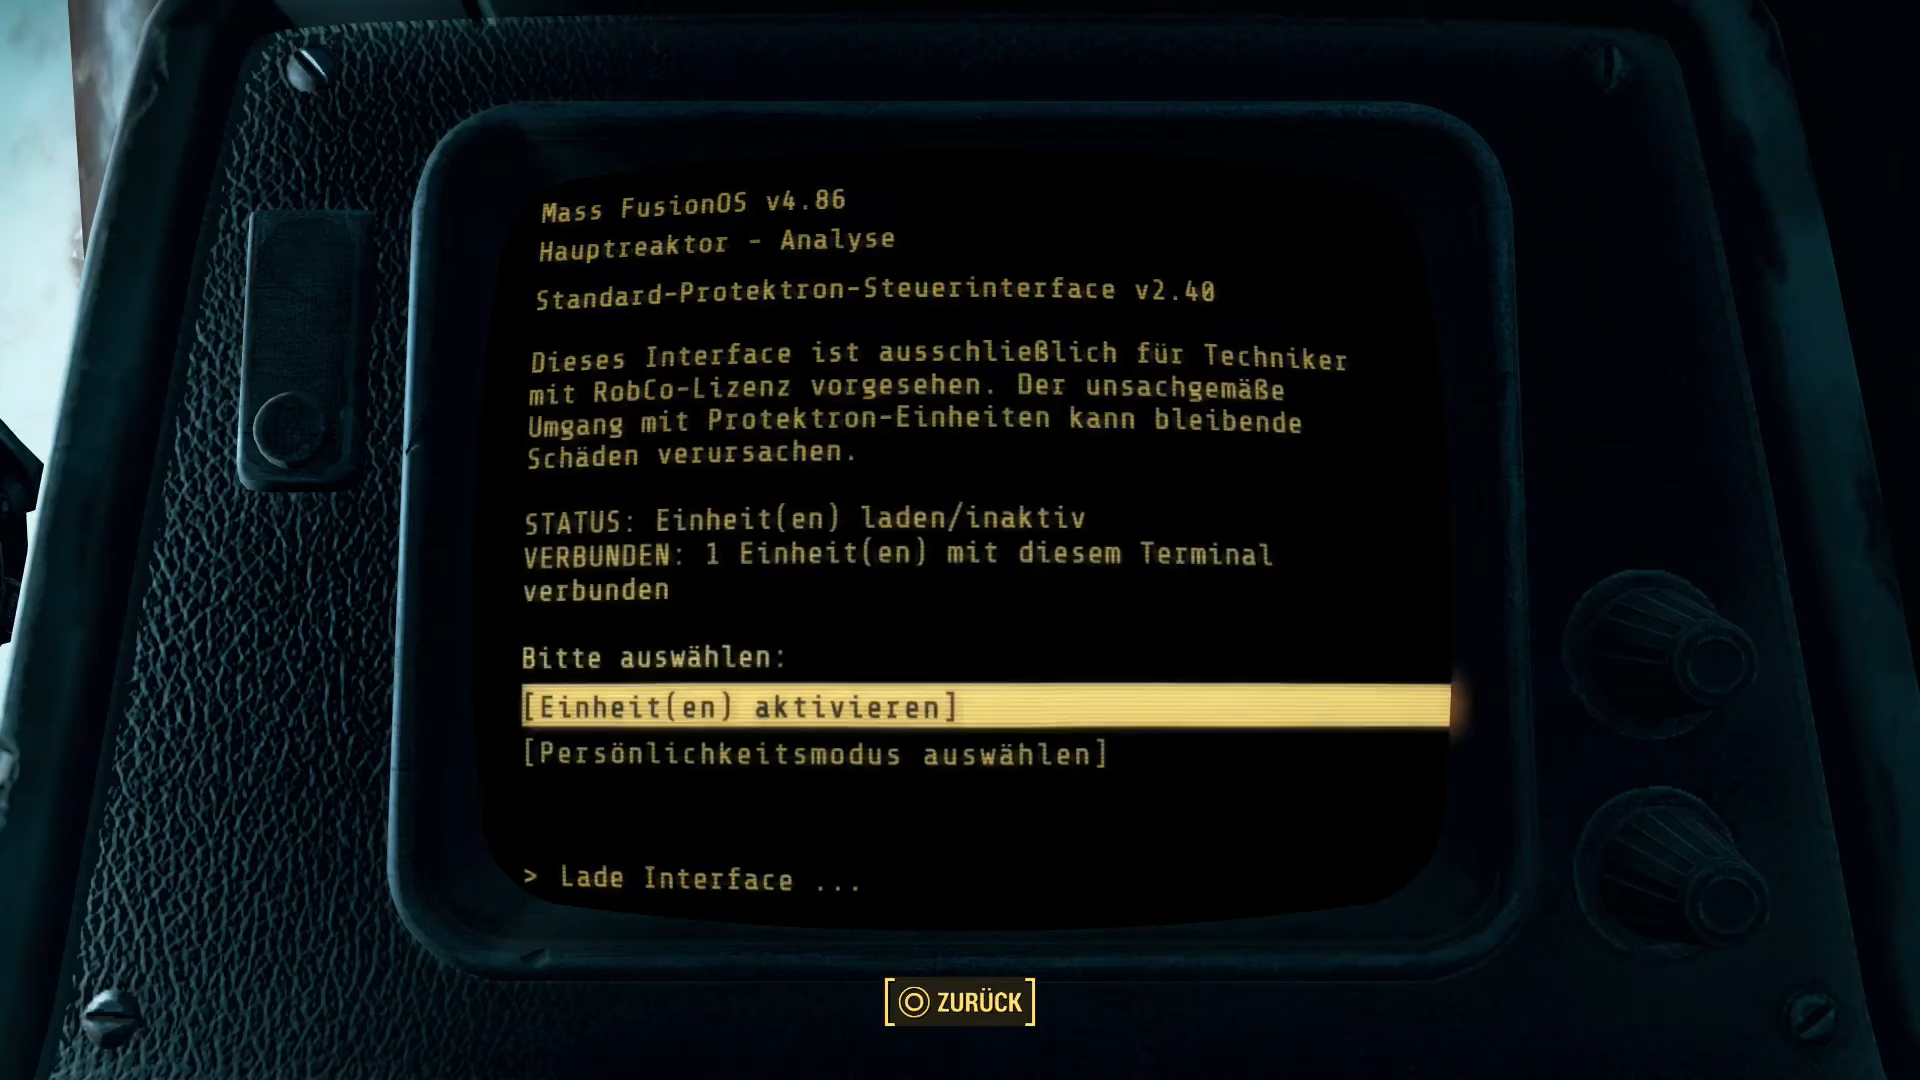 Mass FusionOS v4.86
Hauptreaktor - Analyse
Standard-Protektron-Steuerinterface v2.40
Dieses Interface ist ausschließlich für Techniker
mit RobCo-Lizenz vorgesehen. Der unsachgemäße
Umgang mit Protektron-Einheiten kann bleibende
Schäden verursachen.
STATUS: Einheit(en) laden/inaktiv
VERBUNDEN: 1 Einheit(en) mit diesem Terminal
verbunden
Bitte auswählen:
[Einheit(en) aktivieren]
[Persönlichkeitsmodus auswählen]
> Lade Interface ...
ZURÜCK